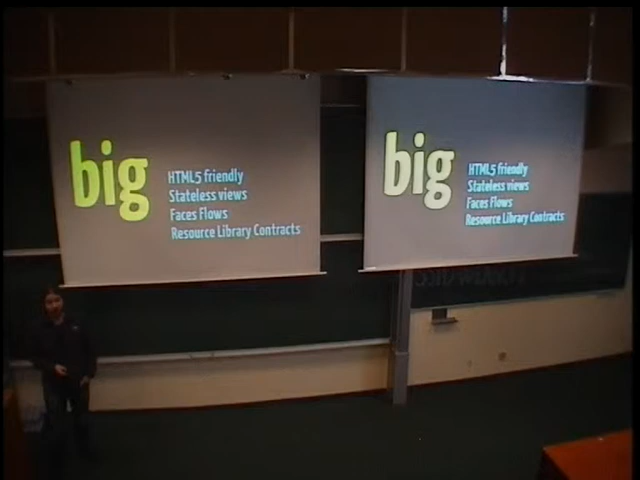 big
HTML5 friendly
Stateless views
Faces Flows
Resource Library Contracts
big
HTML5 friendly
Stateless views
Faces Flows
Resource Library Contracts